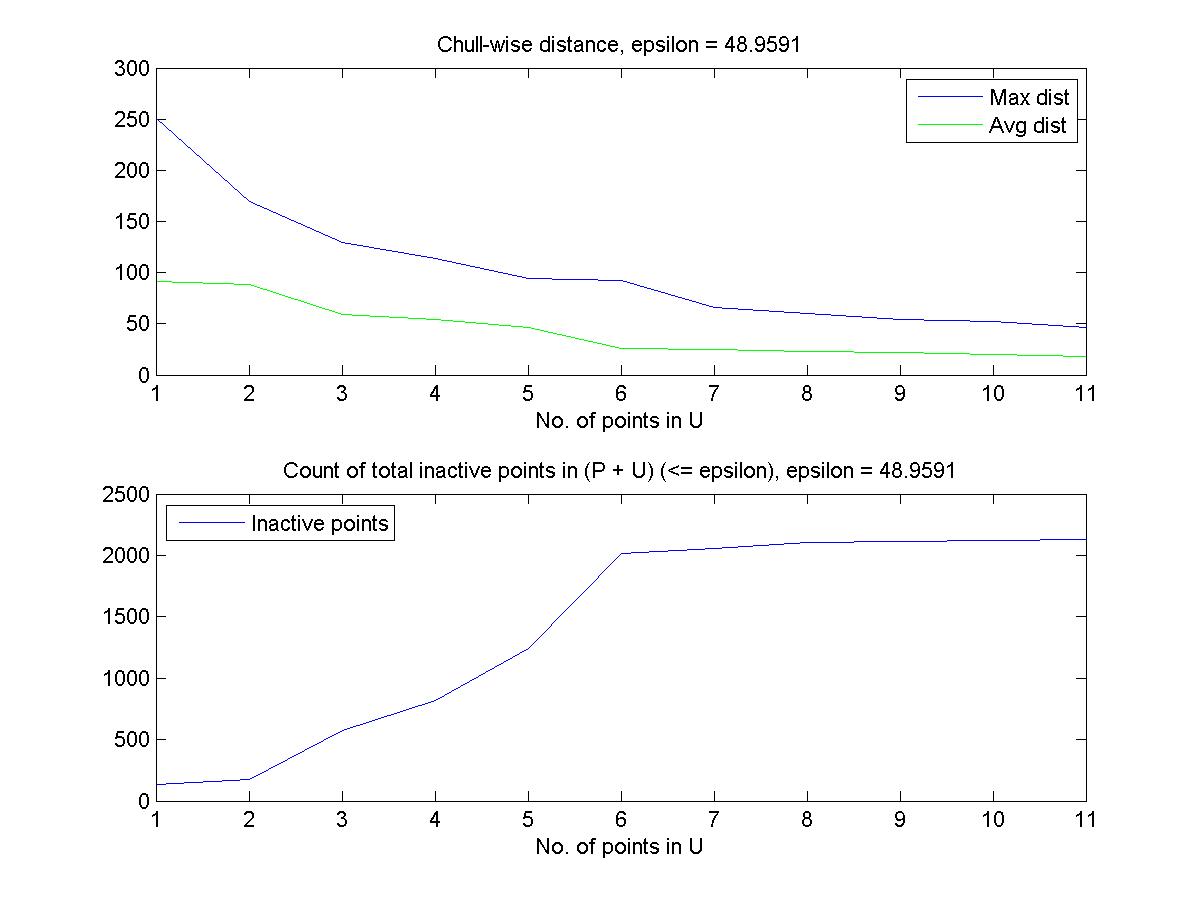 Chull-wise distance, epsilon = 48.9591
300
250
200
150
100
50
0
Max dist
Avg dist
1 2 3 4 5 6 7 8 9 10 11
No. of points in U
Count of total inactive points in (P + U) (<= epsilon), epsilon = 48.9591
2500
2000
1500
1000
500
0
Inactive points
1 2 3 4 5 6 7 8 9 10 11
No. of points in U